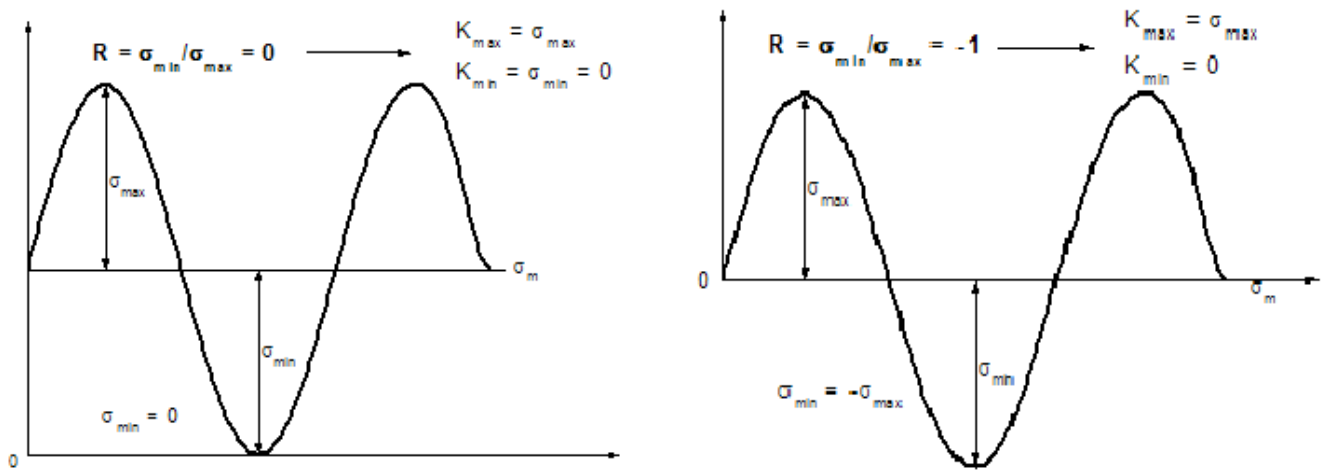 R = σmin/σmax = 0
Kmax = σmax
Kmin = σmin = 0
σmax
σm
σmin
σmin = 0
0
R = σmin/σmax = -1
Kmax = σmax
Kmin = 0
σmax
0
σm
σmin
σmin = -σmax